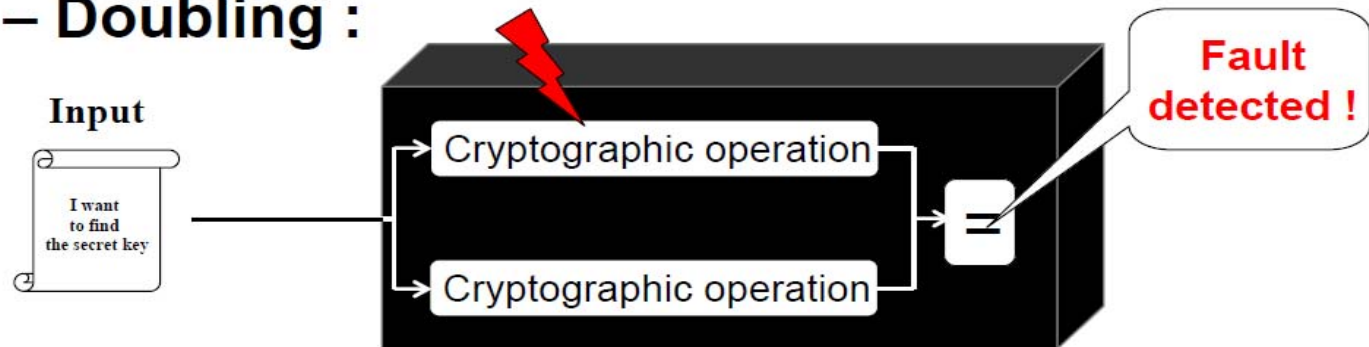 – Doubling :
Input
I want
to find
the secret key
Cryptographic operation
Cryptographic operation
=
Fault
detected !